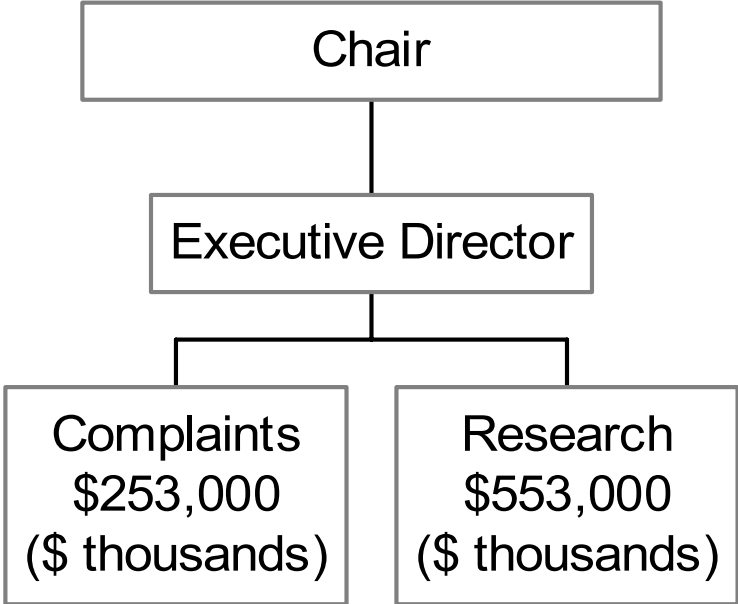 Chair
Executive Director
Complaints
$253,000
($ thousands)
Research
$553,000
($ thousands)